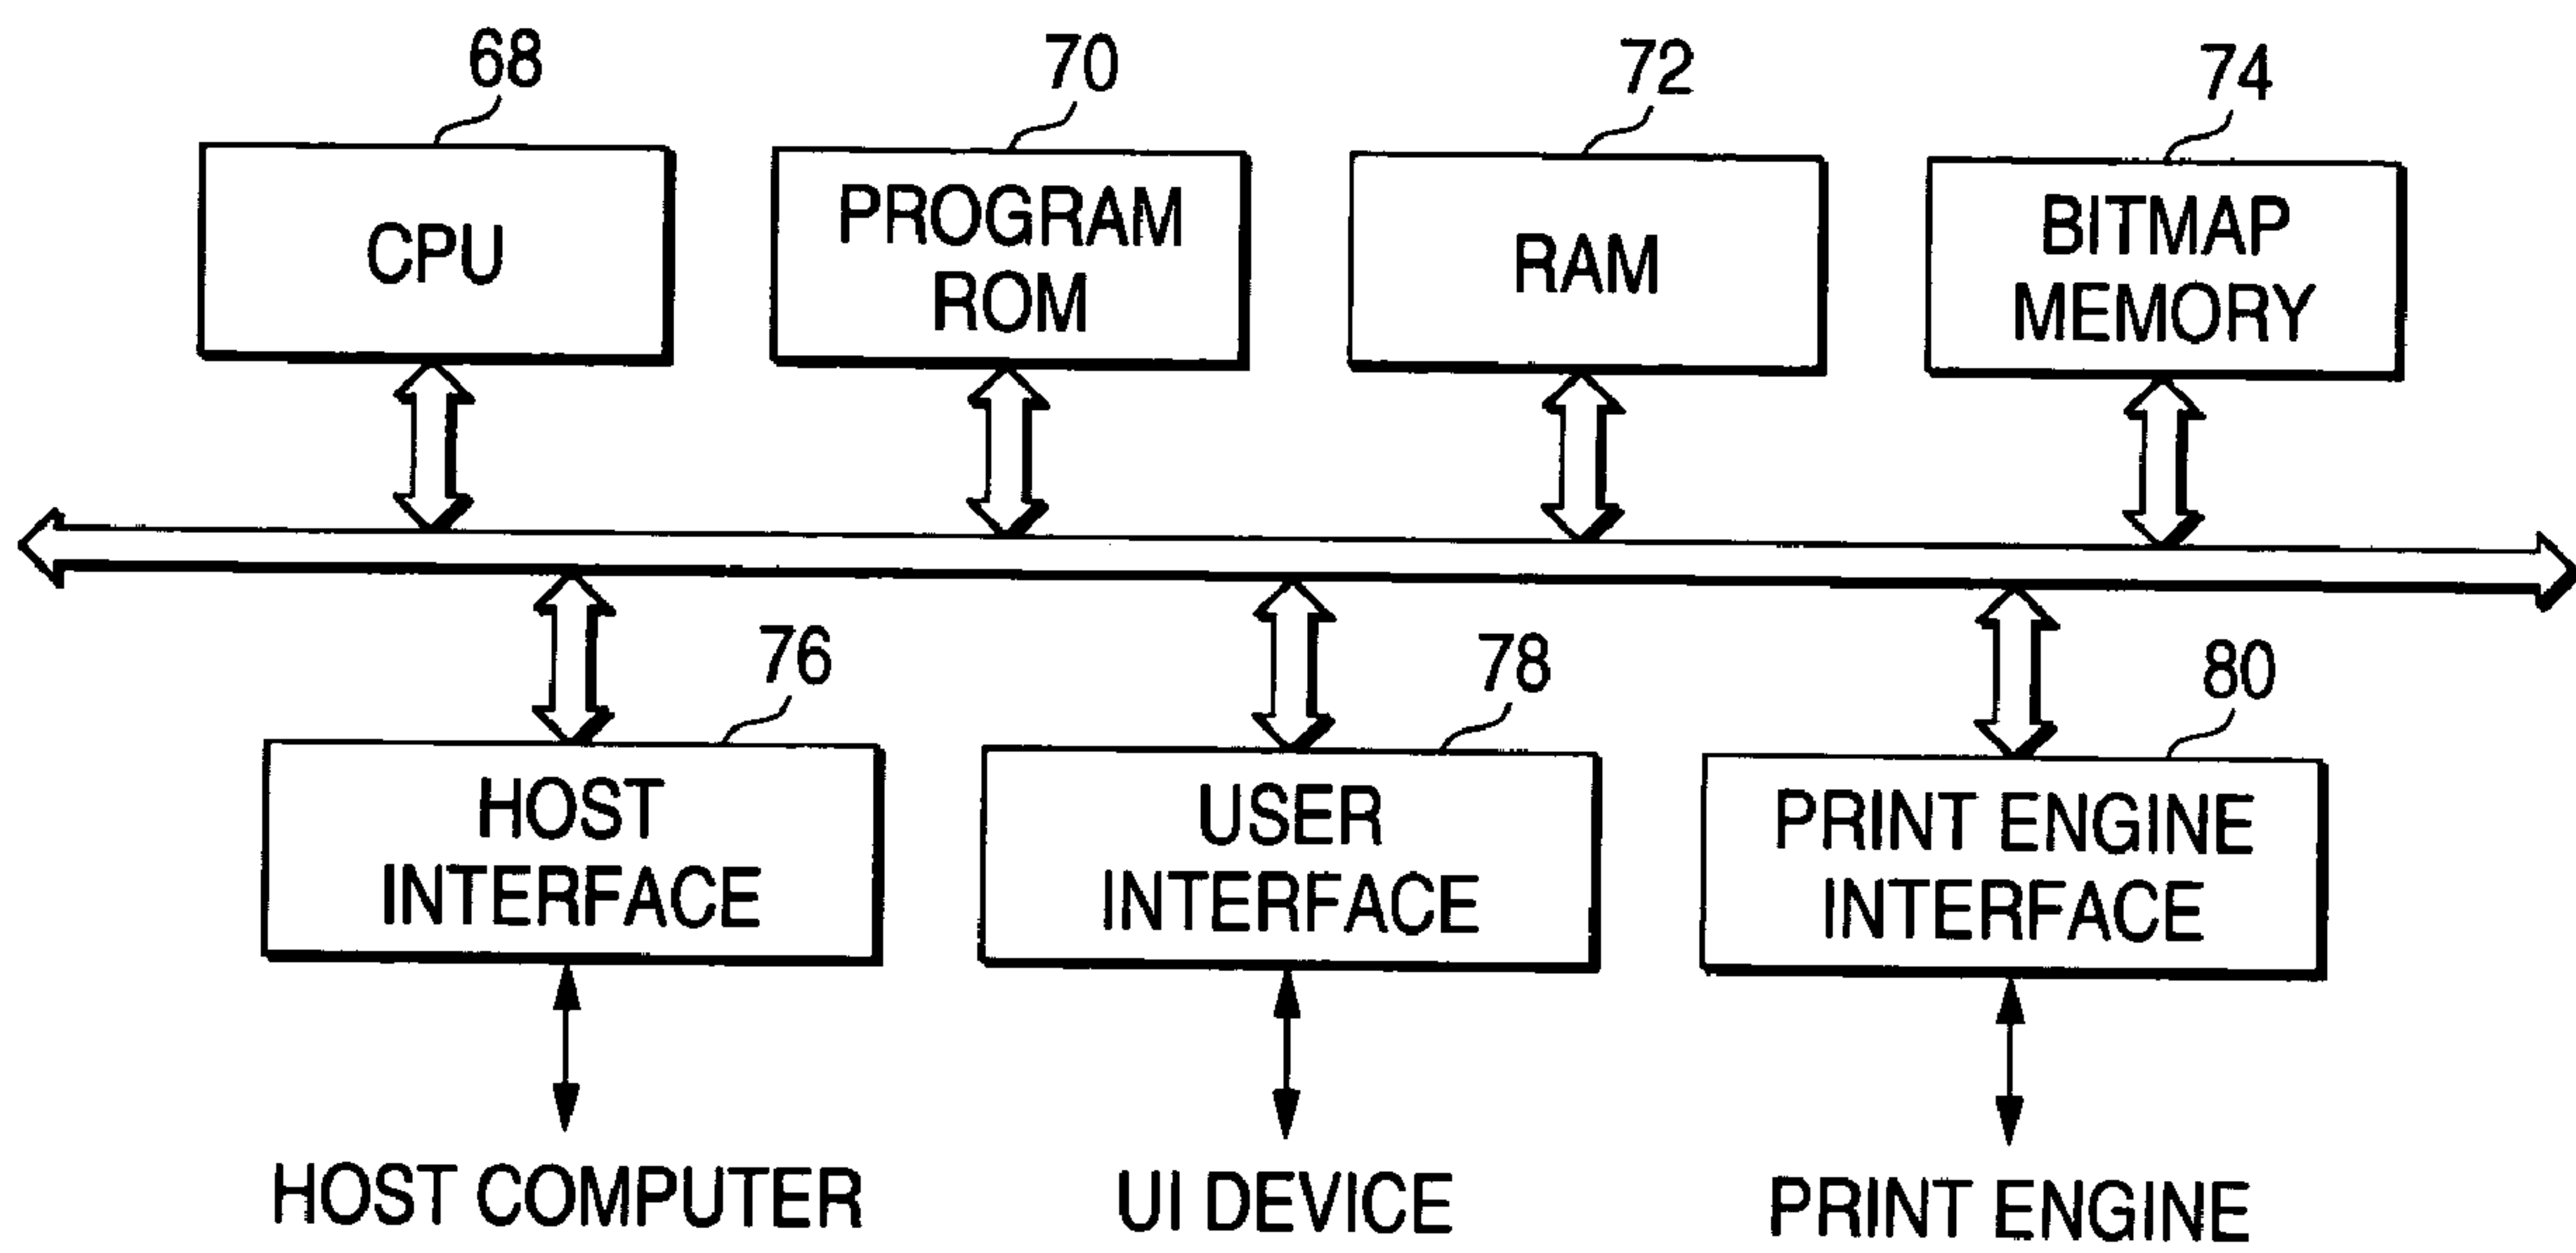 68
70
72
74
CPU
PROGRAM
ROM
RAM
BITMAP
MEMORY
76
78
80
HOST
INTERFACE
USER
INTERFACE
PRINT ENGINE
INTERFACE
HOST COMPUTER
UI DEVICE
PRINT ENGINE